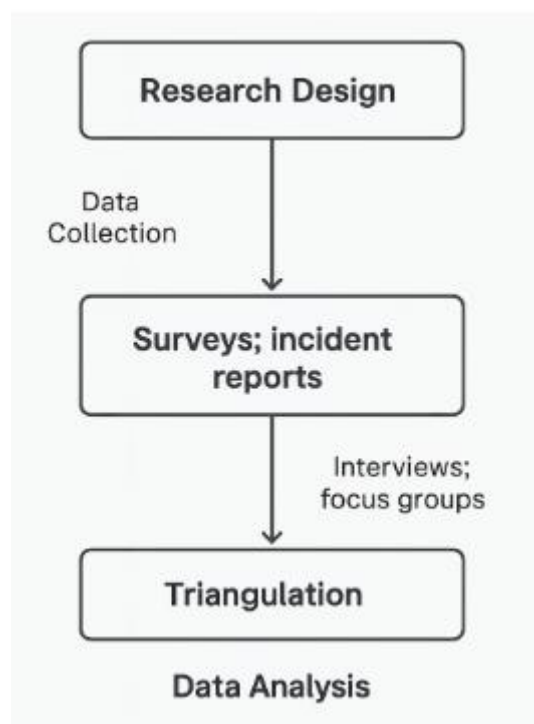 Research Design
Data
Collection
Surveys; incident
reports
Interviews;
focus groups
Triangulation
Data Analysis